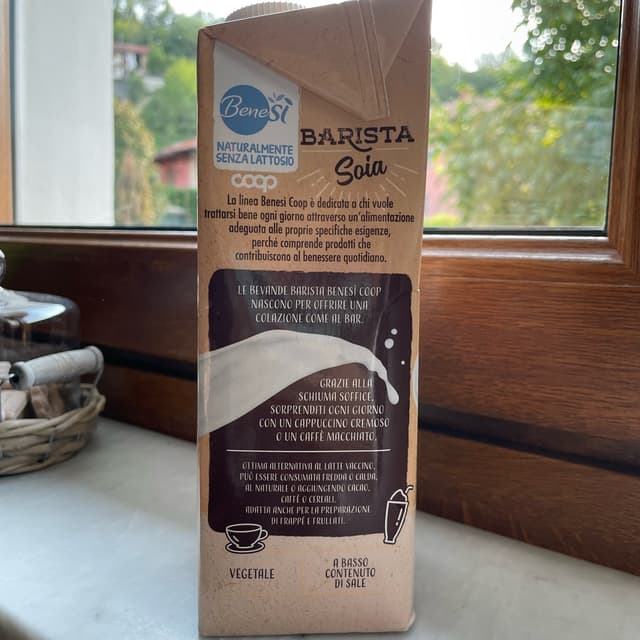 BeneSì
NATURALMENTE
SENZA LATTOSIO
coop
BARISTA
Soia
La linea Benesì Coop è dedicata a chi vuole
trattarsi bene ogni giorno attraverso un'alimentazione
adeguata alle proprie specifiche esigenze,
perché comprende prodotti che
contribuiscono al benessere quotidiano.
LE BEVANDE BARISTA BENESÌ COOP
NASCONO PER OFFRIRE UNA
COLAZIONE COME AL BAR.
GRAZIE ALLA
SCHIUMA SOFFICE,
SORPRENDITI OGNI GIORNO
CON UN CAPPUCCINO CREMOSO
O UN CAFFÈ MACCHIATO.
OTTIMA ALTERNATIVA AL LATTE VACCINO,
PUÒ ESSERE CONSUMATA FREDDA O CALDA,
AL NATURALE O AGGIUNGENDO CACAO,
CAFFÈ O CEREALI.
ADATTA ANCHE PER LA PREPARAZIONE
DI FRAPPÉ E FRULLATI.
VEGETALE
A BASSO
CONTENUTO
DI SALE